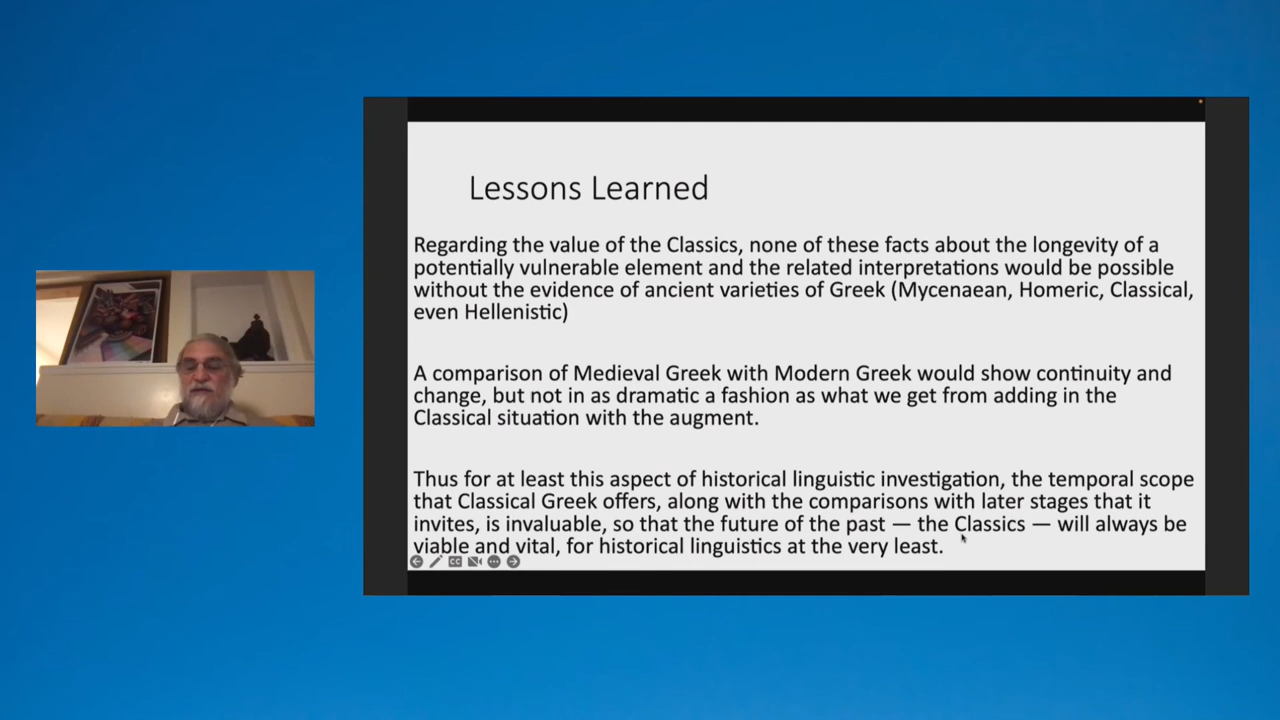 Lessons Learned
Regarding the value of the Classics, none of these facts about the longevity of a
potentially vulnerable element and the related interpretations would be possible
without the evidence of ancient varieties of Greek (Mycenaean, Homeric, Classical,
even Hellenistic)
A comparison of Medieval Greek with Modern Greek would show continuity and
change, but not in as dramatic a fashion as what we get from adding in the
Classical situation with the augment.
Thus for at least this aspect of historical linguistic investigation, the temporal scope
that Classical Greek offers, along with the comparisons with later stages that it
invites, is invaluable, so that the future of the past — the Classics — will always be
viable and vital, for historical linguistics at the very least.
CC